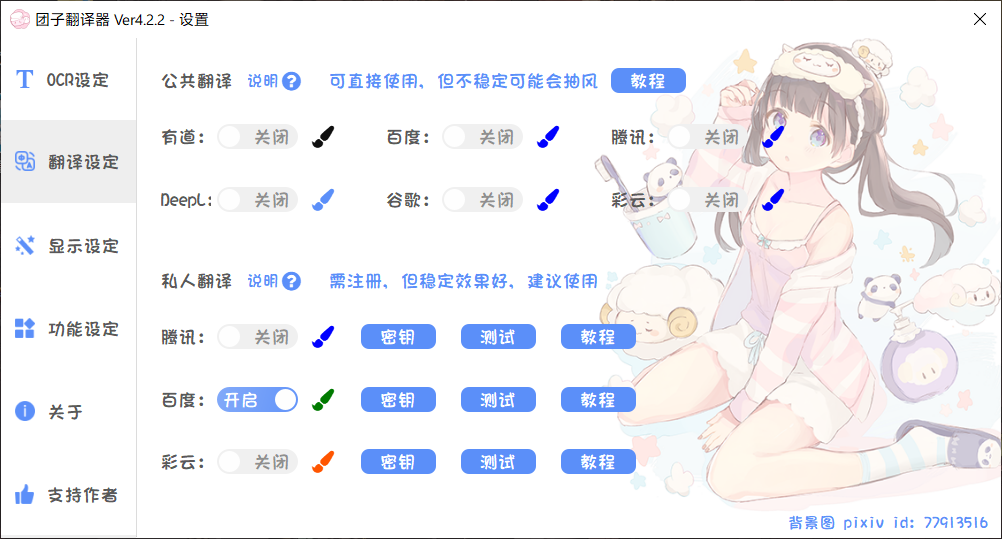 团子翻译器 Ver4.2.2 - 设置
OCR设定
翻译设定
显示设定
功能设定
关于
支持作者
公共翻译 说明 ? 可直接使用，但不稳定可能会抽风 教程
有道： 关闭 百度： 关闭 腾讯： 关闭
DeepL： 关闭 谷歌： 关闭 彩云： 关闭
私人翻译 说明 ? 需注册，但稳定效果好，建议使用
腾讯： 关闭 密钥 测试 教程
百度： 开启 密钥 测试 教程
彩云： 关闭 密钥 测试 教程
背景图 pixiv id: 77913516